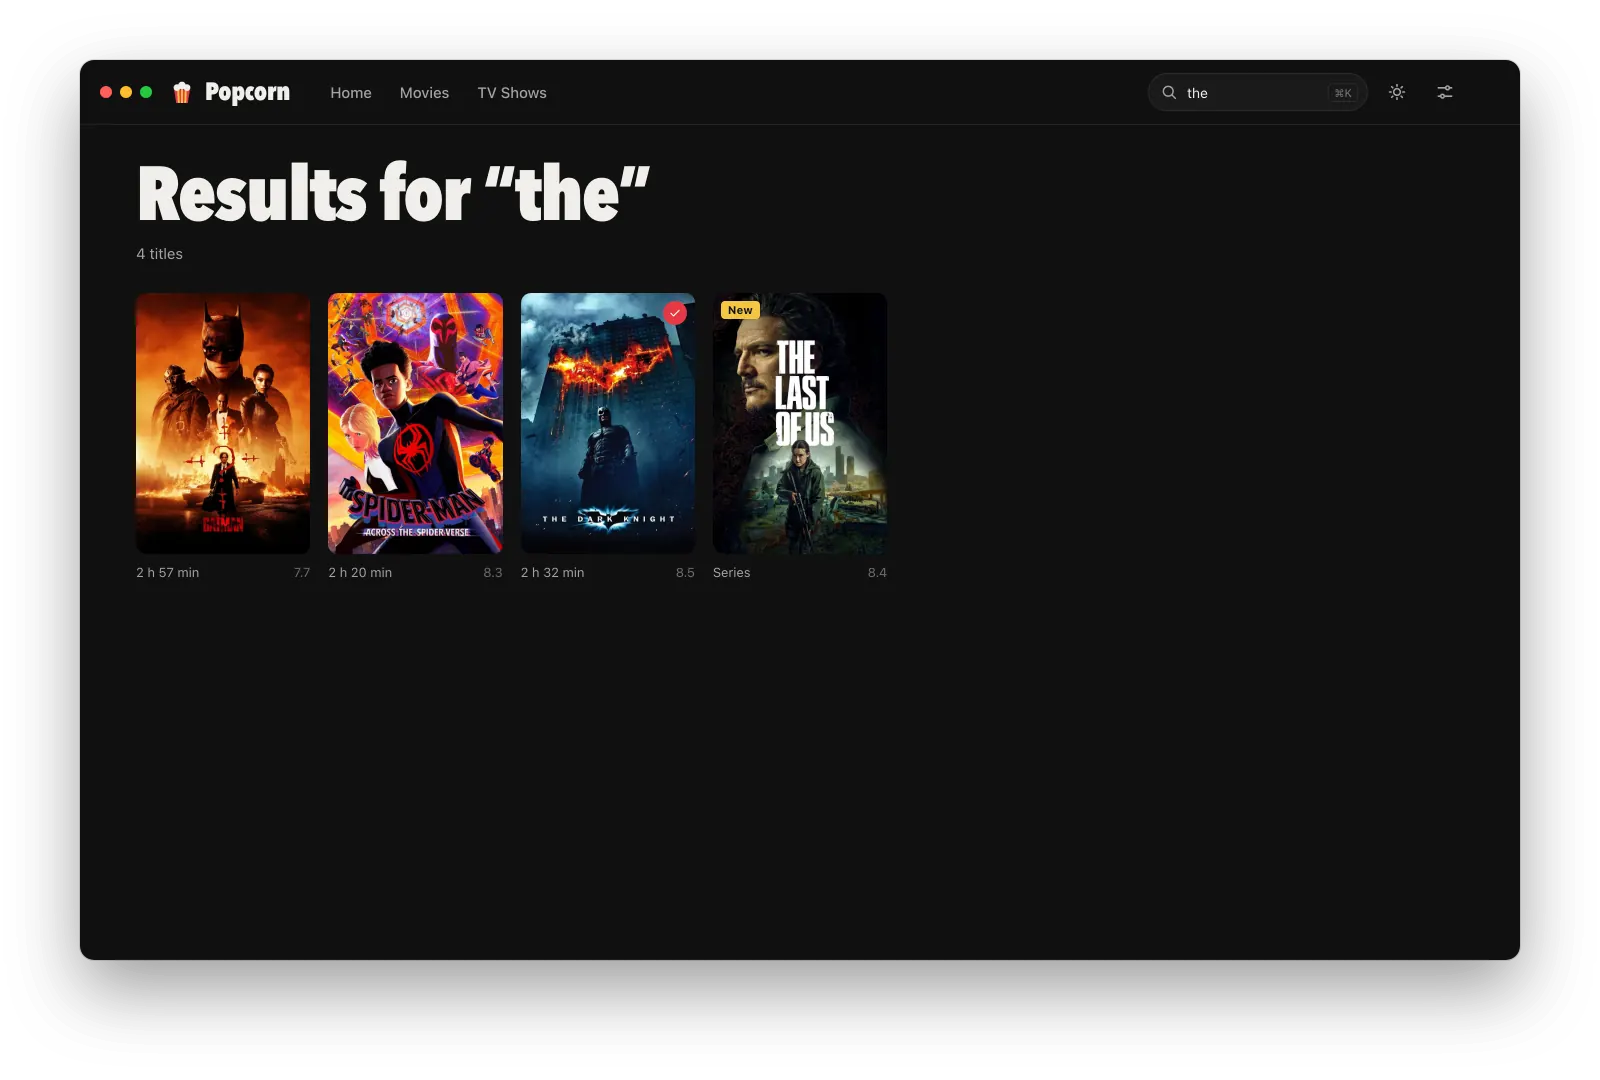 Popcorn
Home
Movies
TV Shows
the
⌘K
Results for “the”
4 titles
THE BATMAN
2 h 57 min
7.7
SPIDER-MAN
ACROSS THE SPIDER-VERSE
2 h 20 min
8.3
THE DARK KNIGHT
2 h 32 min
8.5
New
THE
LAST
OF US
Series
8.4